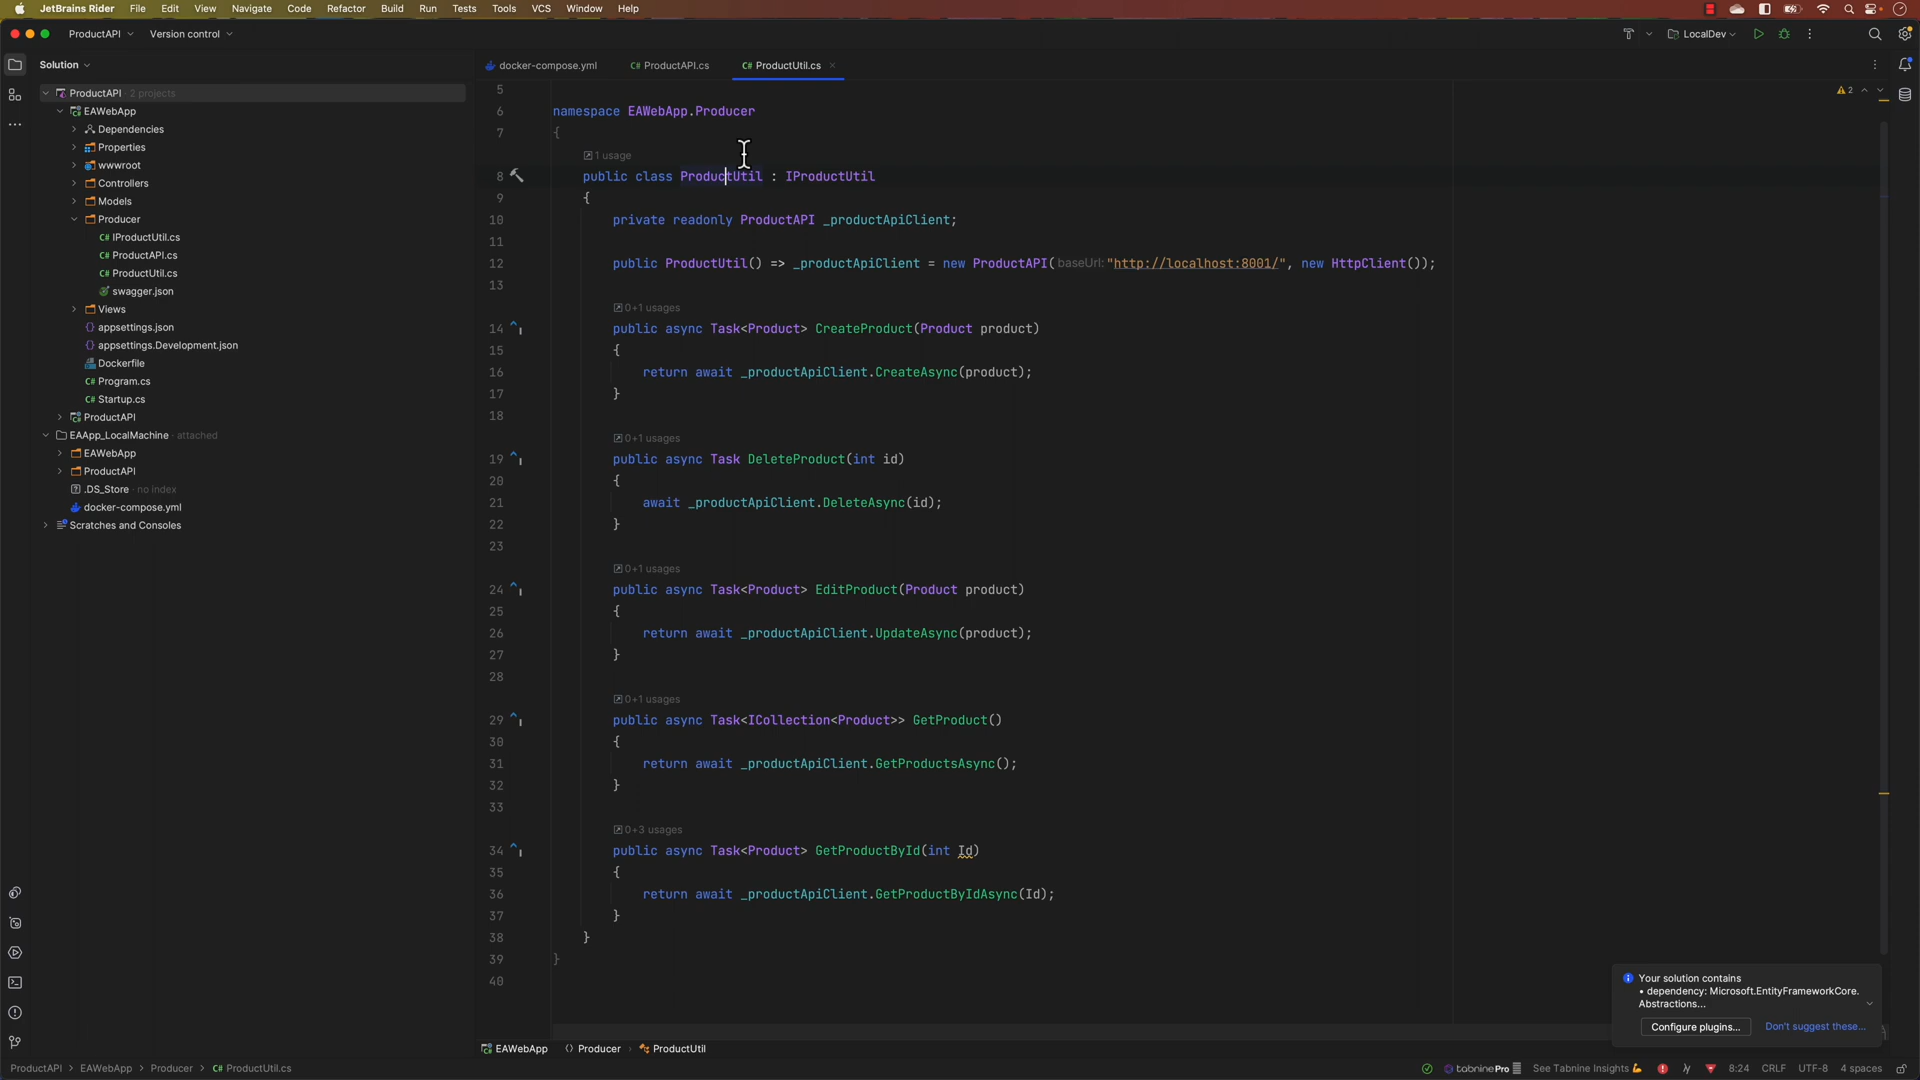 JetBrains Rider File Edit View Navigate Code Refactor Build Run Tests Tools VCS Window Help
ProductAPI Version control LocalDev
Solution
docker-compose.yml C# ProductAPI.cs C# ProductUtil.cs
ProductAPI · 2 projects
EAWebApp
Dependencies
Properties
wwwroot
Controllers
Models
Producer
C# IProductUtil.cs
C# ProductAPI.cs
C# ProductUtil.cs
swagger.json
Views
{} appsettings.json
{} appsettings.Development.json
Dockerfile
C# Program.cs
C# Startup.cs
ProductAPI
EAApp_LocalMachine attached
EAWebApp
ProductAPI
.DS_Store no index
docker-compose.yml
Scratches and Consoles
2
5
6 namespace EAWebApp.Producer
7 {
1 usage
8 public class ProductUtil : IProductUtil
9 {
10 private readonly ProductAPI _productApiClient;
11
12 public ProductUtil() => _productApiClient = new ProductAPI( baseUrl: "http://localhost:8001/", new HttpClient());
13
0+1 usages
14 public async Task<Product> CreateProduct(Product product)
15 {
16 return await _productApiClient.CreateAsync(product);
17 }
18
0+1 usages
19 public async Task DeleteProduct(int id)
20 {
21 await _productApiClient.DeleteAsync(id);
22 }
23
0+1 usages
24 public async Task<Product> EditProduct(Product product)
25 {
26 return await _productApiClient.UpdateAsync(product);
27 }
28
0+1 usages
29 public async Task<ICollection<Product>> GetProduct()
30 {
31 return await _productApiClient.GetProductsAsync();
32 }
33
0+3 usages
34 public async Task<Product> GetProductById(int Id)
35 {
36 return await _productApiClient.GetProductByIdAsync(Id);
37 }
38 }
39 }
40
Your solution contains
• dependency: Microsoft.EntityFrameworkCore.
Abstractions...
Configure plugins... Don't suggest these...
EAWebApp Producer ProductUtil
ProductAPI > EAWebApp > Producer > C# ProductUtil.cs tabninePro See Tabnine Insights 8:24 CRLF UTF-8 4 spaces